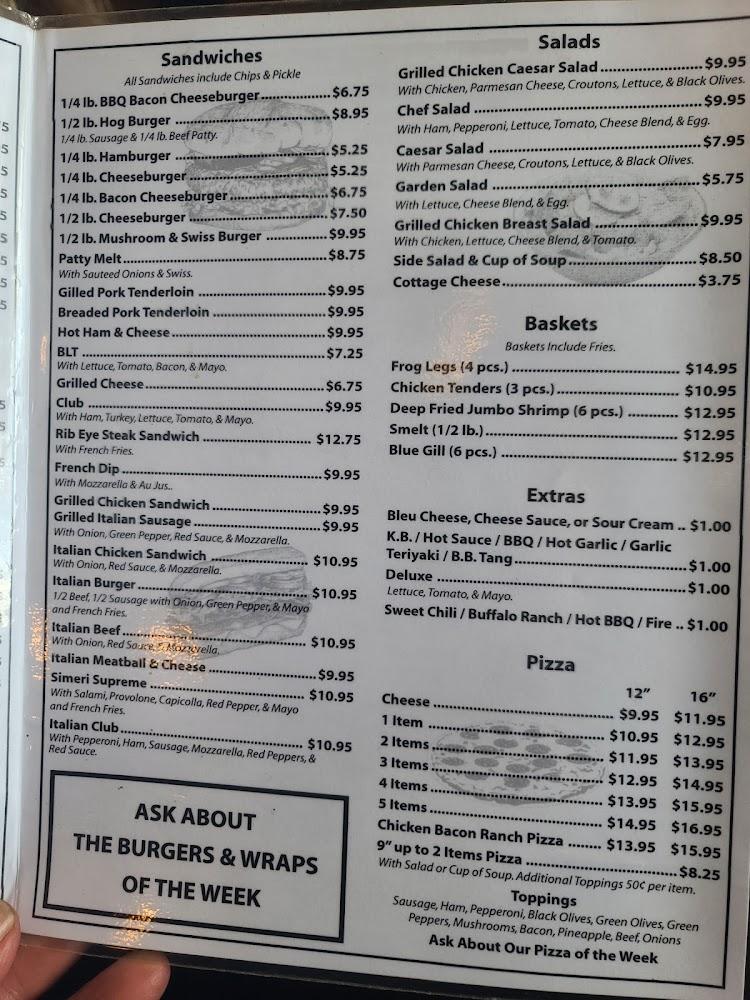 Sandwiches
All Sandwiches include Chips & Pickle
1/4 lb. BBQ Bacon Cheeseburger $6.75
1/2 lb. Hog Burger $8.95
1/4 lb. Sausage & 1/4 lb. Beef Patty.
1/4 lb. Hamburger $5.25
1/4 lb. Cheeseburger $5.25
1/4 lb. Bacon Cheeseburger $6.75
1/2 lb. Cheeseburger $7.50
1/2 lb. Mushroom & Swiss Burger $9.95
Patty Melt $8.75
With Sauteed Onions & Swiss.
Gilled Pork Tenderloin $9.95
Breaded Pork Tenderloin $9.95
Hot Ham & Cheese $9.95
BLT $7.25
With Lettuce, Tomato, Bacon, & Mayo.
Grilled Cheese $6.75
Club $9.95
With Ham, Turkey, Lettuce, Tomato, & Mayo.
Rib Eye Steak Sandwich $12.75
With French Fries.
French Dip $9.95
With Mozzarella & Au Jus..
Grilled Chicken Sandwich $9.95
Grilled Italian Sausage $9.95
With Onion, Green Pepper, Red Sauce, & Mozzarella.
Italian Chicken Sandwich $10.95
With Onion, Red Sauce, & Mozzarella.
Italian Burger $10.95
1/2 Beef, 1/2 Sausage with Onion, Green Pepper, & Mayo
and French Fries.
Italian Beef $10.95
With Onion, Red Sauce, & Mozzarella.
Italian Meatball & Cheese $9.95
Simeri Supreme $10.95
With Salami, Provolone, Capicolla, Red Pepper, & Mayo
and French Fries.
Italian Club $10.95
With Pepperoni, Ham, Sausage, Mozzarella, Red Peppers, &
Red Sauce.
ASK ABOUT
THE BURGERS & WRAPS
OF THE WEEK
Salads
Grilled Chicken Caesar Salad $9.95
With Chicken, Parmesan Cheese, Croutons, Lettuce, & Black Olives.
Chef Salad $9.95
With Ham, Pepperoni, Lettuce, Tomato, Cheese Blend, & Egg.
Caesar Salad $7.95
With Parmesan Cheese, Croutons, Lettuce, & Black Olives.
Garden Salad $5.75
With Lettuce, Cheese Blend, & Egg.
Grilled Chicken Breast Salad $9.95
With Chicken, Lettuce, Cheese Blend, & Tomato.
Side Salad & Cup of Soup $8.50
Cottage Cheese $3.75
Baskets
Baskets Include Fries.
Frog Legs (4 pcs.) $14.95
Chicken Tenders (3 pcs.) $10.95
Deep Fried Jumbo Shrimp (6 pcs.) $12.95
Smelt (1/2 lb.) $12.95
Blue Gill (6 pcs.) $12.95
Extras
Bleu Cheese, Cheese Sauce, or Sour Cream .. $1.00
K.B. / Hot Sauce / BBQ / Hot Garlic / Garlic
Teriyaki / B.B. Tang $1.00
Deluxe $1.00
Lettuce, Tomato, & Mayo.
Sweet Chili / Buffalo Ranch / Hot BBQ / Fire .. $1.00
Pizza
12" 16"
Cheese $9.95 $11.95
1 Item $10.95 $12.95
2 Items $11.95 $13.95
3 Items $12.95 $14.95
4 Items $13.95 $15.95
5 Items $14.95 $16.95
Chicken Bacon Ranch Pizza $13.95 $15.95
9" up to 2 Items Pizza $8.25
With Salad or Cup of Soup. Additional Toppings 50¢ per item.
Toppings
Sausage, Ham, Pepperoni, Black Olives, Green Olives, Green
Peppers, Mushrooms, Bacon, Pineapple, Beef, Onions
Ask About Our Pizza of the Week